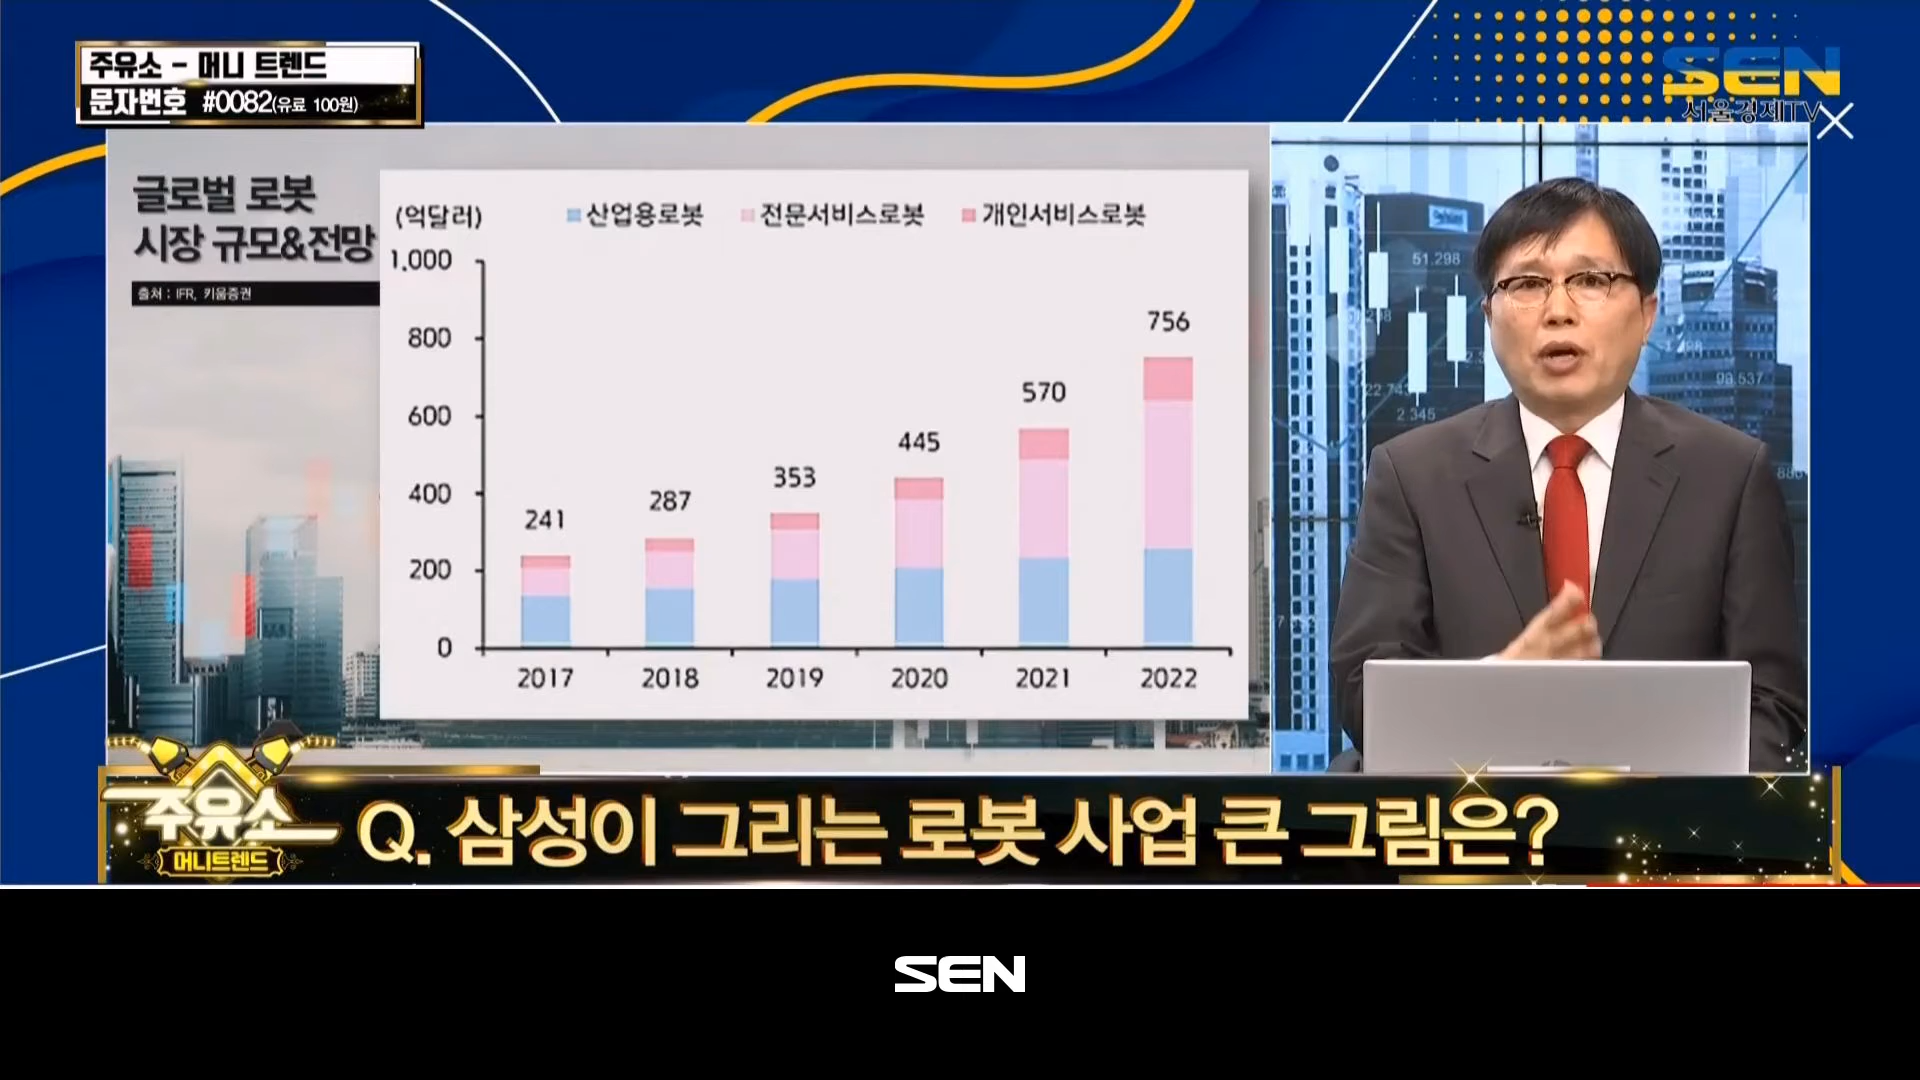 주유소 - 머니 트렌드
문자번호 #0082(유료 100원)
SEN
서울경제TV
글로벌 로봇
시장 규모&전망
출처 : IFR, 키움증권
(억달러)
산업용로봇 전문서비스로봇 개인서비스로봇
1,000
800
600
400
200
0
241
287
353
445
570
756
2017 2018 2019 2020 2021 2022
51.298
2.345
99.537
주유소
머니트렌드
Q. 삼성이 그리는 로봇 사업 큰 그림은?
SEN